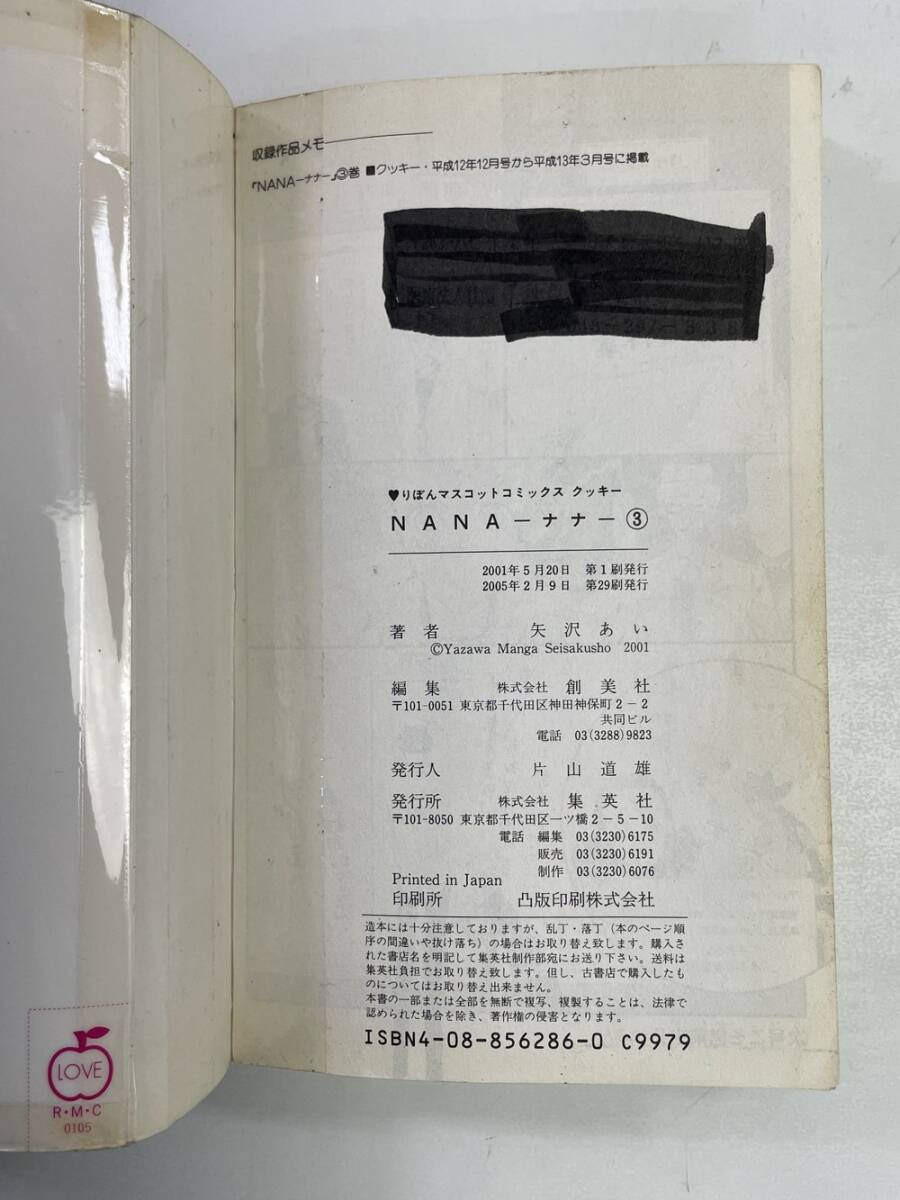 収録作品メモ
『NANA―ナナ―』③巻 ■クッキー・平成12年12月号から平成13年3月号に掲載
♥りぼんマスコットコミックス クッキー
NANA―ナナ―③
2001年5月20日 第1刷発行
2005年2月9日 第29刷発行
著者 矢沢あい
©Yazawa Manga Seisakusho 2001
編集 株式会社 創美社
〒101-0051 東京都千代田区神田神保町2−2
共同ビル
電話 03(3288)9823
発行人 片山道雄
発行所 株式会社 集英社
〒101-8050 東京都千代田区一ツ橋2−5−10
電話 編集 03(3230)6175
販売 03(3230)6191
制作 03(3230)6076
Printed in Japan
印刷所 凸版印刷株式会社
造本には十分注意しておりますが、乱丁・落丁（本のページ順
序の間違いや抜け落ち）の場合はお取り替え致します。購入さ
れた書店名を明記して集英社制作部宛にお送り下さい。送料は
集英社負担でお取り替え致します。但し、古書店で購入したも
のについてはお取り替え出来ません。
本書の一部または全部を無断で複写、複製することは、法律で
認められた場合を除き、著作権の侵害となります。
ISBN4-08-856286-0 C9979
LOVE
R・M・C
0105